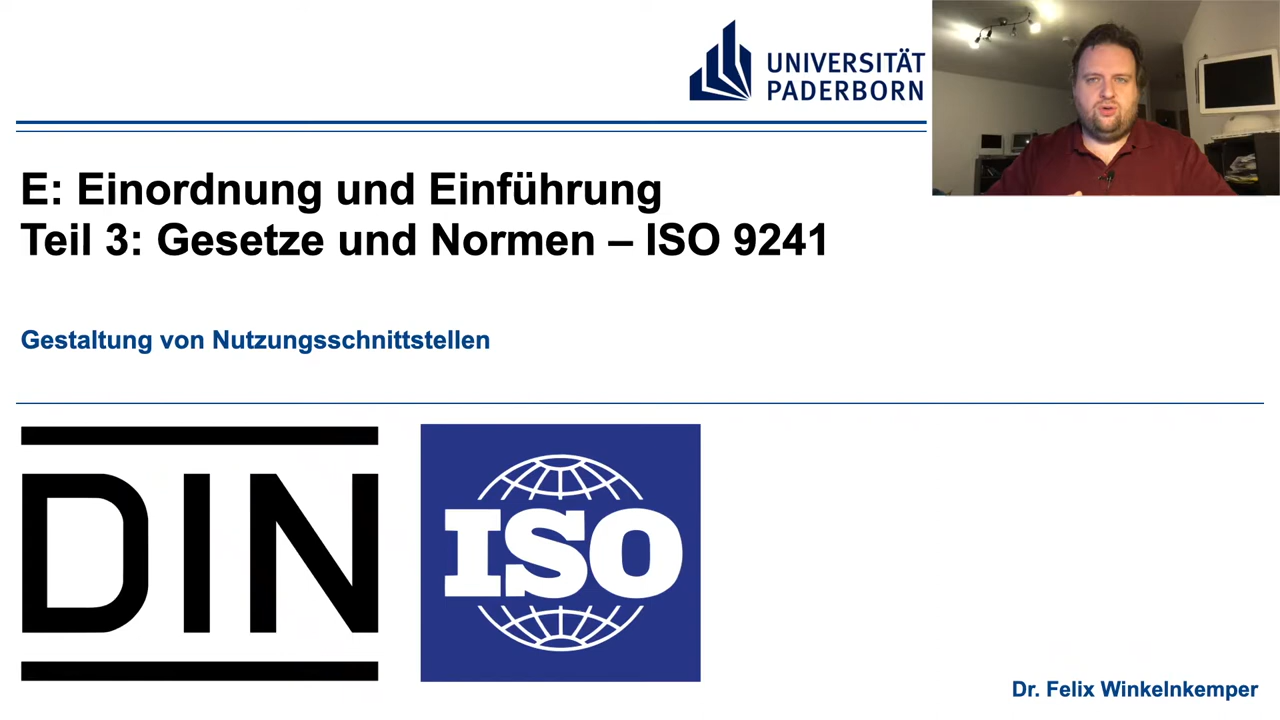 UNIVERSITÄT
PADERBORN
E: Einordnung und Einführung
Teil 3: Gesetze und Normen – ISO 9241
Gestaltung von Nutzungsschnittstellen
DIN
ISO
Dr. Felix Winkelnkemper